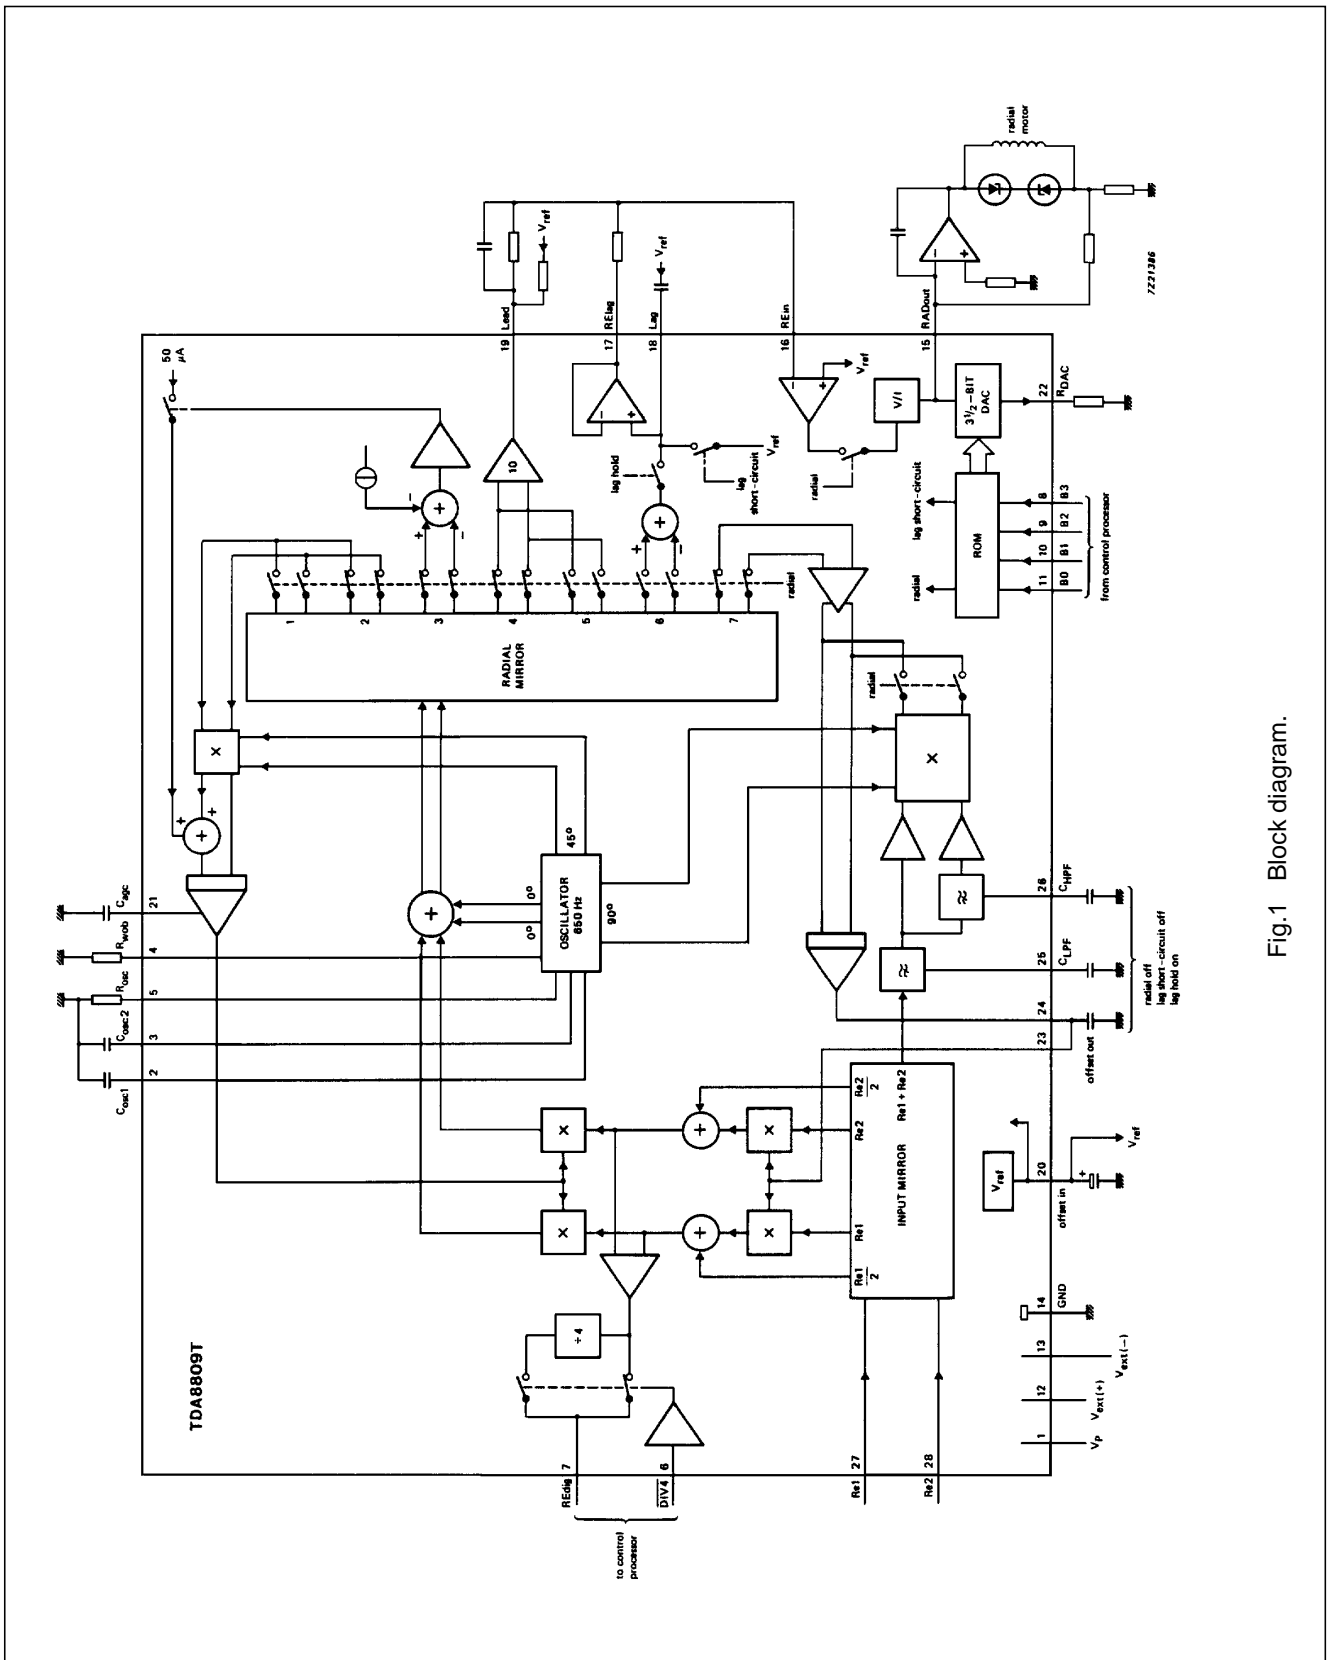 TDA8809T
to control
processor
REdig
7
DIV4
6
Re1
27
Re2
28
÷4
Cosc1
2
Cosc2
3
Rosc
5
Rwob
4
Cagc
21
50
µA
+
+
+
×
×
×
+
+
×
×
Re1
2
Re1
Re2
Re2
2
Re1 + Re2
INPUT MIRROR
+
0°
0°
45°
90°
OSCILLATOR
650 Hz
RADIAL
MIRROR
1
2
3
4
5
6
7
radial
+
−
+
−
10
+
−
+
lag hold
lag
short-circuit
Vref
−
+
19
Lead
Vref
17
RElag
18
Lag
Vref
16
REin
−
+
Vref
radial
V/I
15
RADout
−
+
radial
motor
7Z21386
3½-BIT
DAC
22
RDAC
ROM
lag short-circuit
radial
8
B3
9
B2
10
B1
11
B0
from control processor
radial
×
≈
≈
26
CHPF
25
CLPF
24
23
offset out
radial off
lag short-circuit off
lag hold on
Vref
20
offset in
+
Vref
14
GND
13
Vext(−)
12
Vext(+)
1
VP
Fig.1 Block diagram.